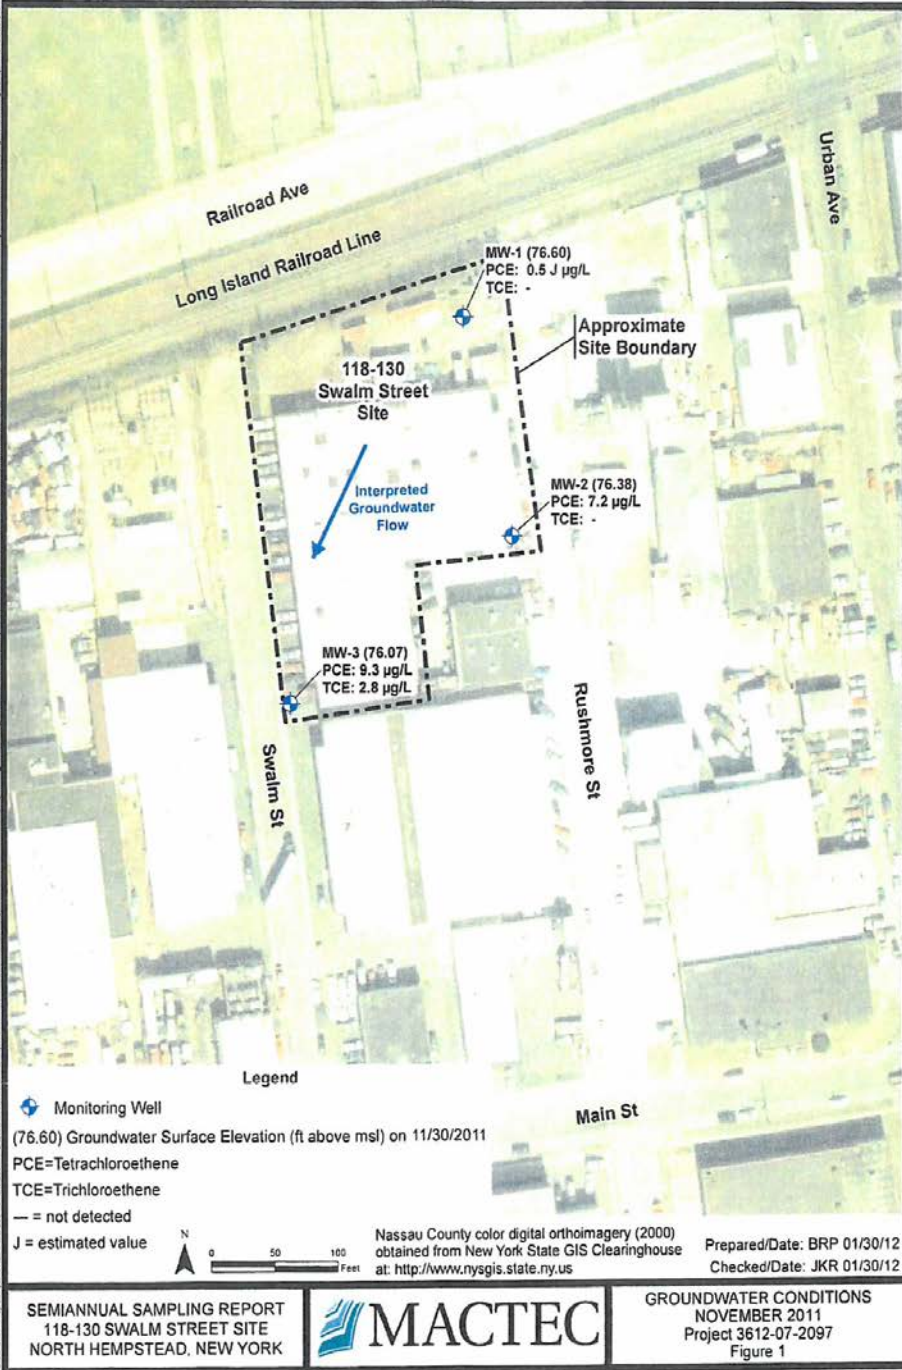 Railroad Ave
Long Island Railroad Line
Urban Ave
MW-1 (76.60)
PCE: 0.5 J µg/L
TCE: -
Approximate
Site Boundary
118-130
Swalm Street
Site
Interpreted
Groundwater
Flow
MW-2 (76.38)
PCE: 7.2 µg/L
TCE: -
MW-3 (76.07)
PCE: 9.3 µg/L
TCE: 2.8 µg/L
Swalm St
Rushmore St
Main St
Legend
Monitoring Well
(76.60) Groundwater Surface Elevation (ft above msl) on 11/30/2011
PCE=Tetrachloroethene
TCE=Trichloroethene
— = not detected
J = estimated value
N
0 50 100
Feet
Nassau County color digital orthoimagery (2000)
obtained from New York State GIS Clearinghouse
at: http://www.nysgis.state.ny.us
Prepared/Date: BRP 01/30/12
Checked/Date: JKR 01/30/12
SEMIANNUAL SAMPLING REPORT
118-130 SWALM STREET SITE
NORTH HEMPSTEAD, NEW YORK
MACTEC
GROUNDWATER CONDITIONS
NOVEMBER 2011
Project 3612-07-2097
Figure 1